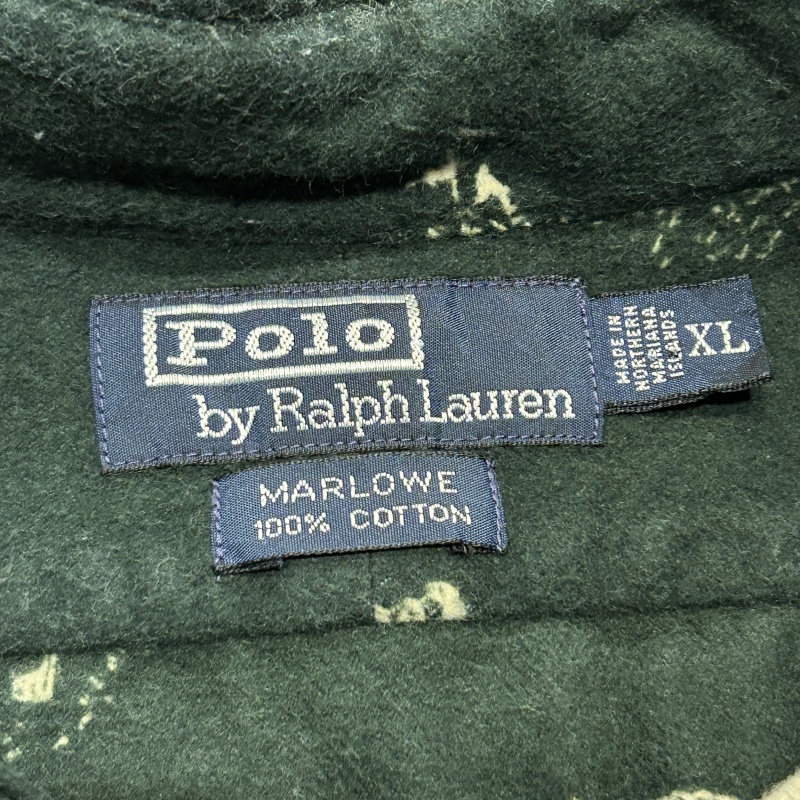 Polo
by Ralph Lauren
MADE IN
NORTHERN
MARIANA
ISLANDS
XL
MARLOWE
100% COTTON